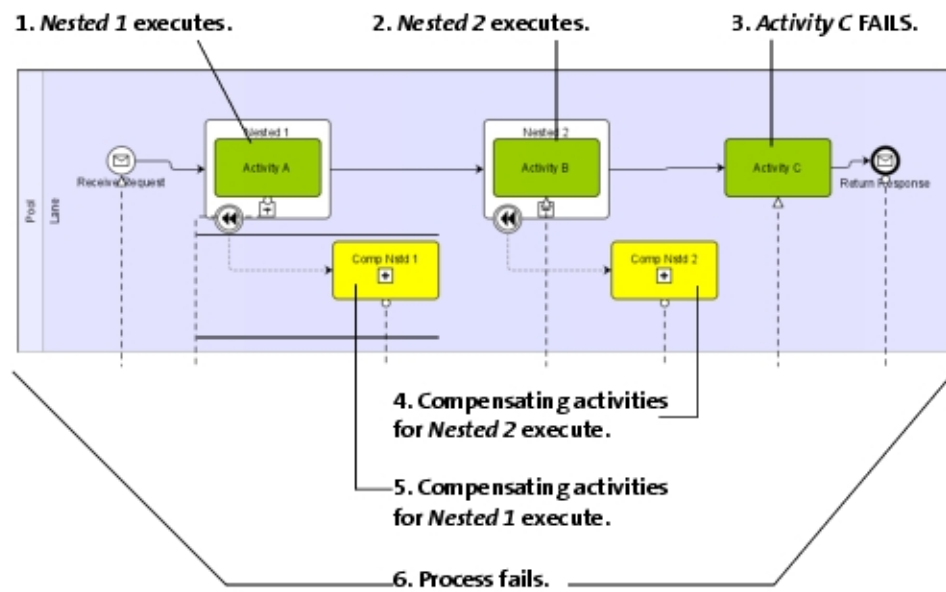 1. Nested 1 executes.
2. Nested 2 executes.
3. Activity C FAILS.
Pool
Lane
Receive Request
Nested 1
Activity A
Nested 2
Activity B
Activity C
Return Response
Comp Nstd 1
Comp Nstd 2
4. Compensating activities
for Nested 2 execute.
5. Compensating activities
for Nested 1 execute.
6. Process fails.